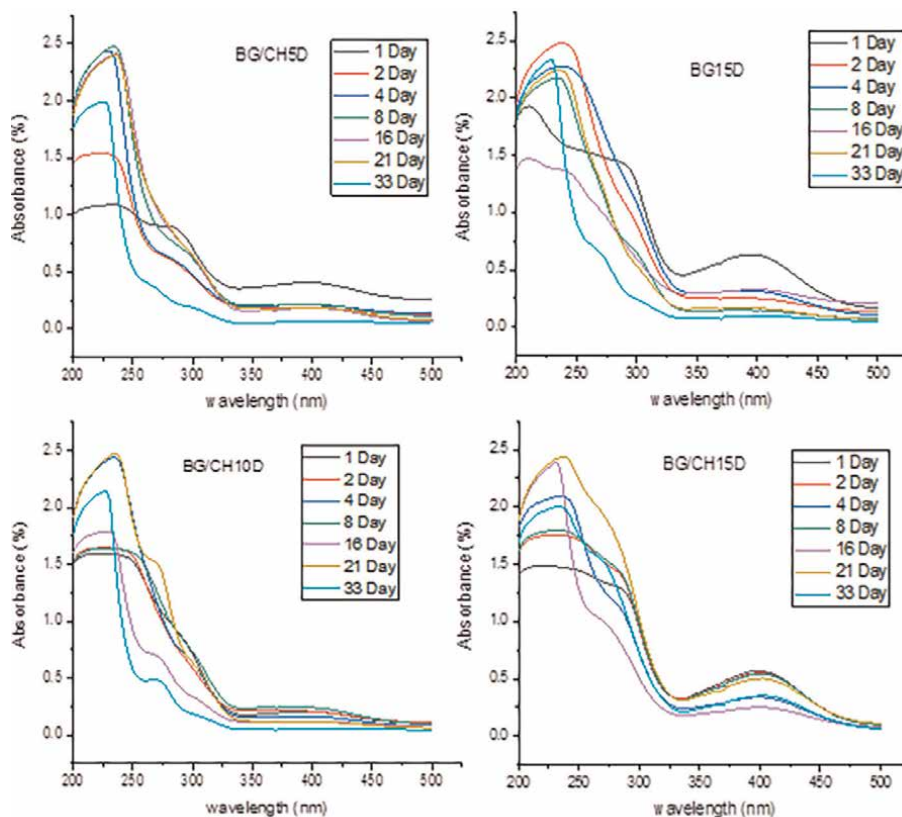 BG/CH5D
1 Day
2 Day
4 Day
8 Day
16 Day
21 Day
33 Day
2.5
2.0
1.5
1.0
0.5
0.0
Absorbance (%)
200 250 300 350 400 450 500
wavelength (nm)
BG15D
1 Day
2 Day
4 Day
8 Day
16 Day
21 Day
33 Day
2.5
2.0
1.5
1.0
0.5
0.0
Absorbance (%)
200 250 300 350 400 450 500
wavelength (nm)
BG/CH10D
1 Day
2 Day
4 Day
8 Day
16 Day
21 Day
33 Day
2.5
2.0
1.5
1.0
0.5
0.0
Absorbance (%)
200 250 300 350 400 450 500
wavelength (nm)
BG/CH15D
1 Day
2 Day
4 Day
8 Day
16 Day
21 Day
33 Day
2.5
2.0
1.5
1.0
0.5
0.0
Absorbance (%)
200 250 300 350 400 450 500
wavelength (nm)